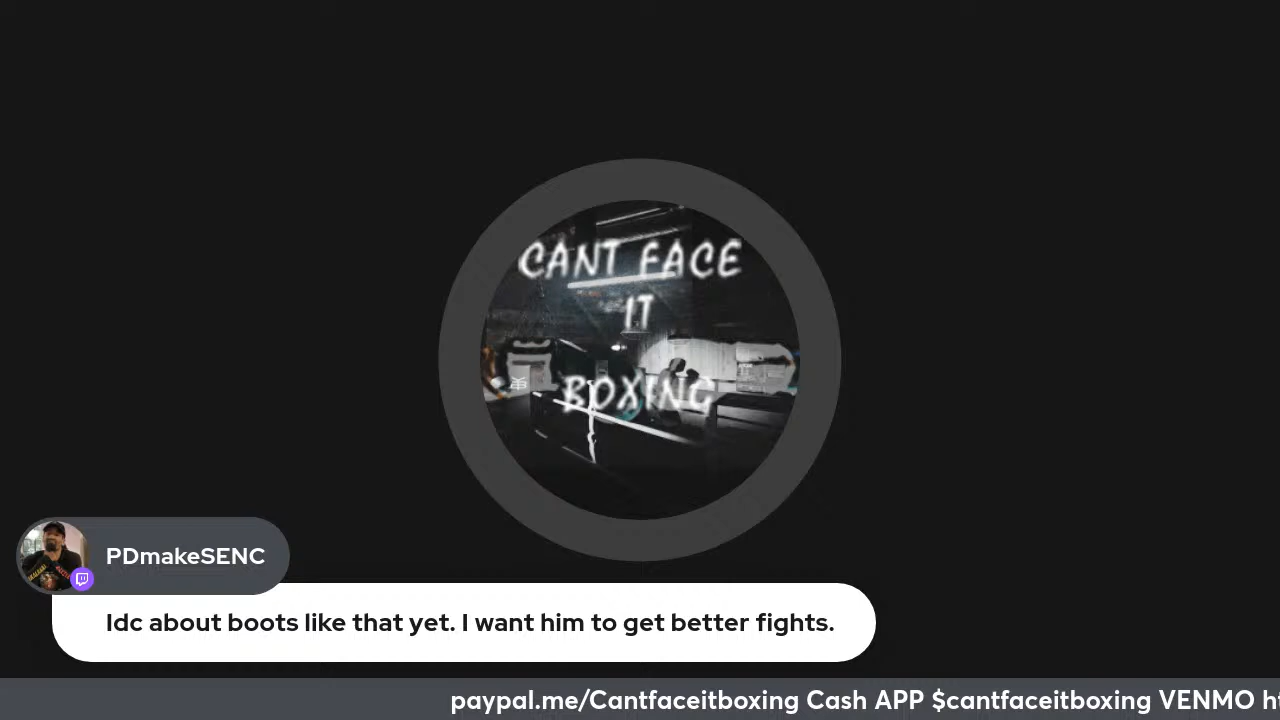 CANT FACE
IT
BOXING
PDmakeSENC
Idc about boots like that yet. I want him to get better fights.
paypal.me/Cantfaceitboxing Cash APP $cantfaceitboxing VENMO